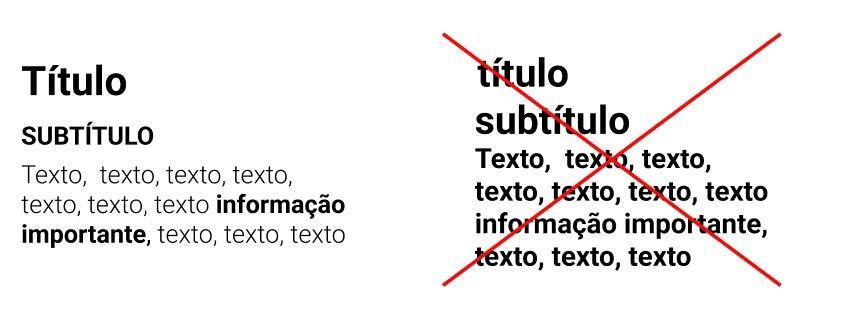 Título
SUBTÍTULO
Texto,  texto, texto, texto,
texto, texto, texto informação
importante, texto, texto, texto
título
subtítulo
Texto,  texto, texto,
texto, texto, texto, texto
informação importante,
texto, texto, texto